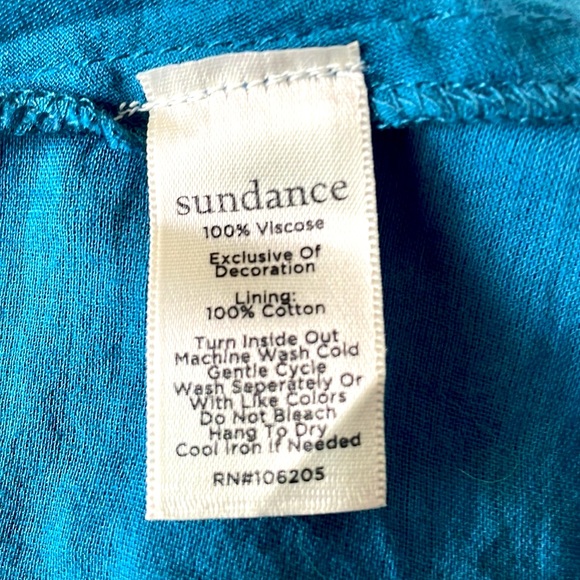 sundance
100% Viscose
Exclusive Of
Decoration
Lining:
100% Cotton
Turn Inside Out
Machine Wash Cold
Gentle Cycle
Wash Seperately Or
With Like Colors
Do Not Bleach
Hang To Dry
Cool Iron If Needed
RN#106205